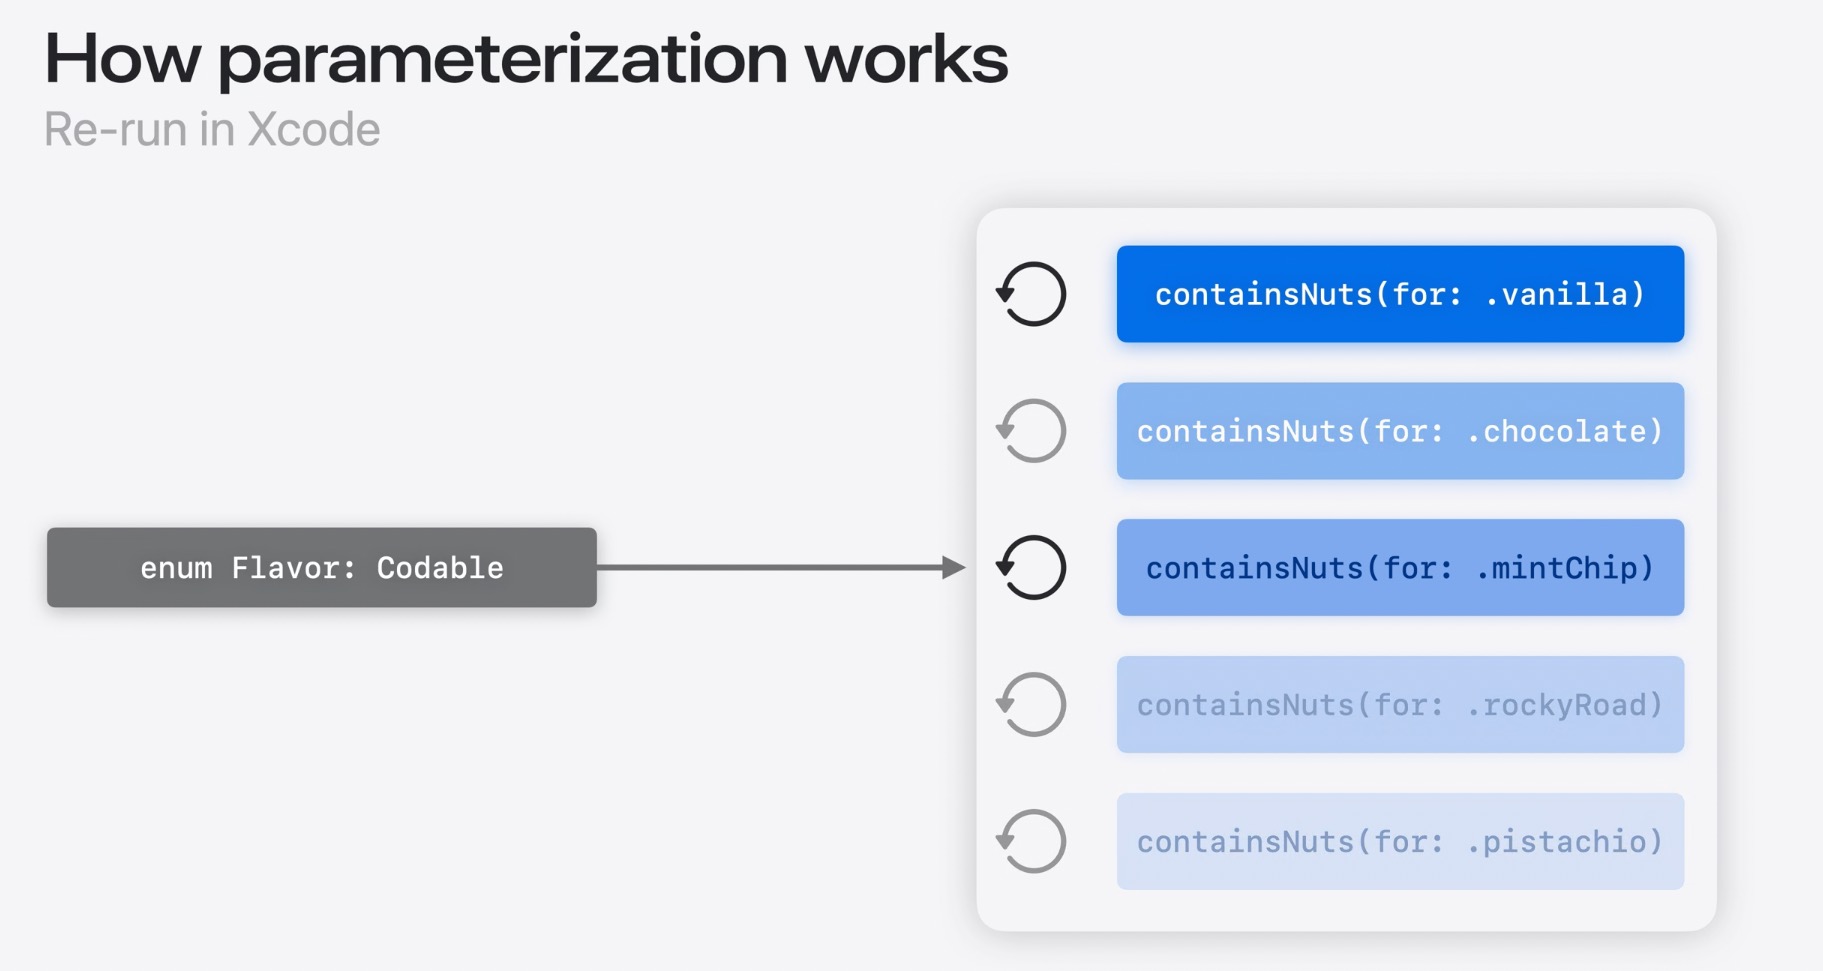 How parameterization works
Re-run in Xcode
containsNuts(for: .vanilla)
containsNuts(for: .chocolate)
enum Flavor: Codable
containsNuts(for: .mintChip)
containsNuts(for: .rockyRoad)
containsNuts(for: .pistachio)